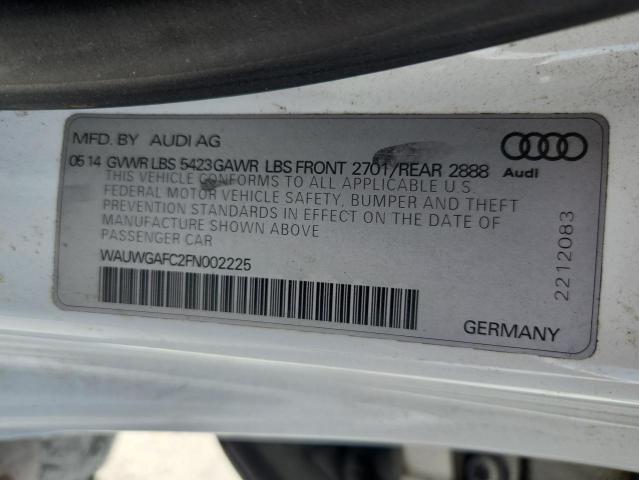 MFD. BY AUDI AG
05 14 GVWR LBS 5423 GAWR LBS FRONT 2701/REAR 2888
THIS VEHICLE CONFORMS TO ALL APPLICABLE U.S.
FEDERAL MOTOR VEHICLE SAFETY, BUMPER AND THEFT
PREVENTION STANDARDS IN EFFECT ON THE DATE OF
MANUFACTURE SHOWN ABOVE
PASSENGER CAR
WAUWGAFC2FN002225
Audi
2212083
GERMANY